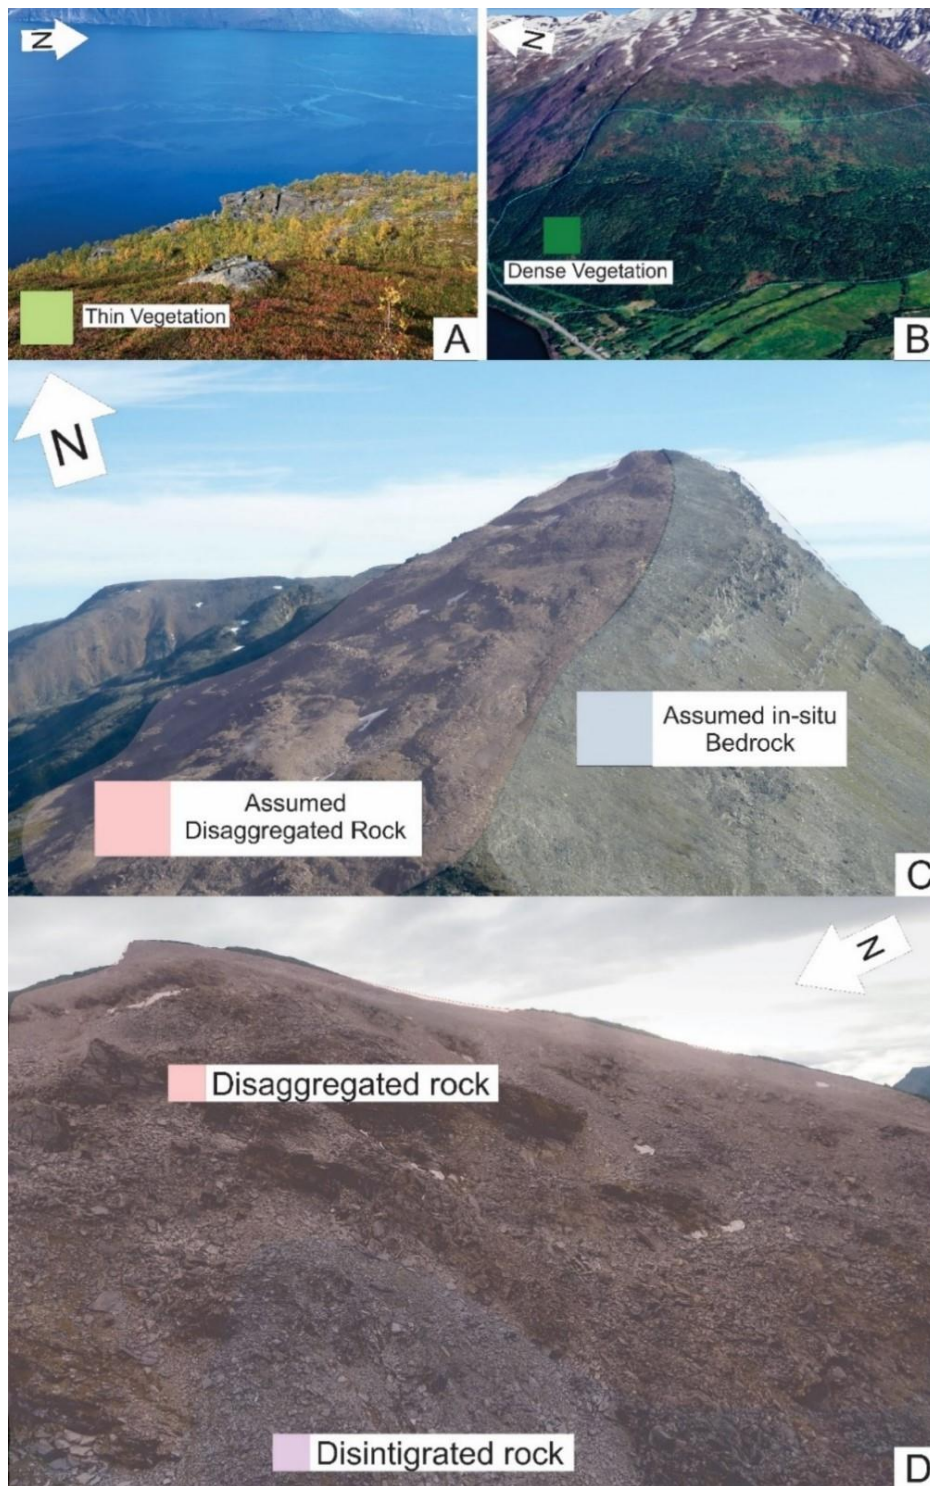 N
N
Thin Vegetation
A
Dense Vegetation
B
N
Assumed in-situ
Bedrock
Assumed
Disaggregated Rock
C
N
Disaggregated rock
Disintigrated rock
D